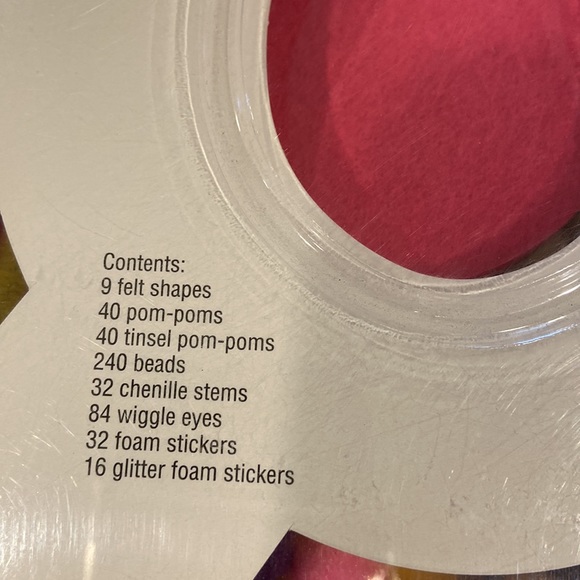 Contents:
9 felt shapes
40 pom-poms
40 tinsel pom-poms
240 beads
32 chenille stems
84 wiggle eyes
32 foam stickers
16 glitter foam stickers